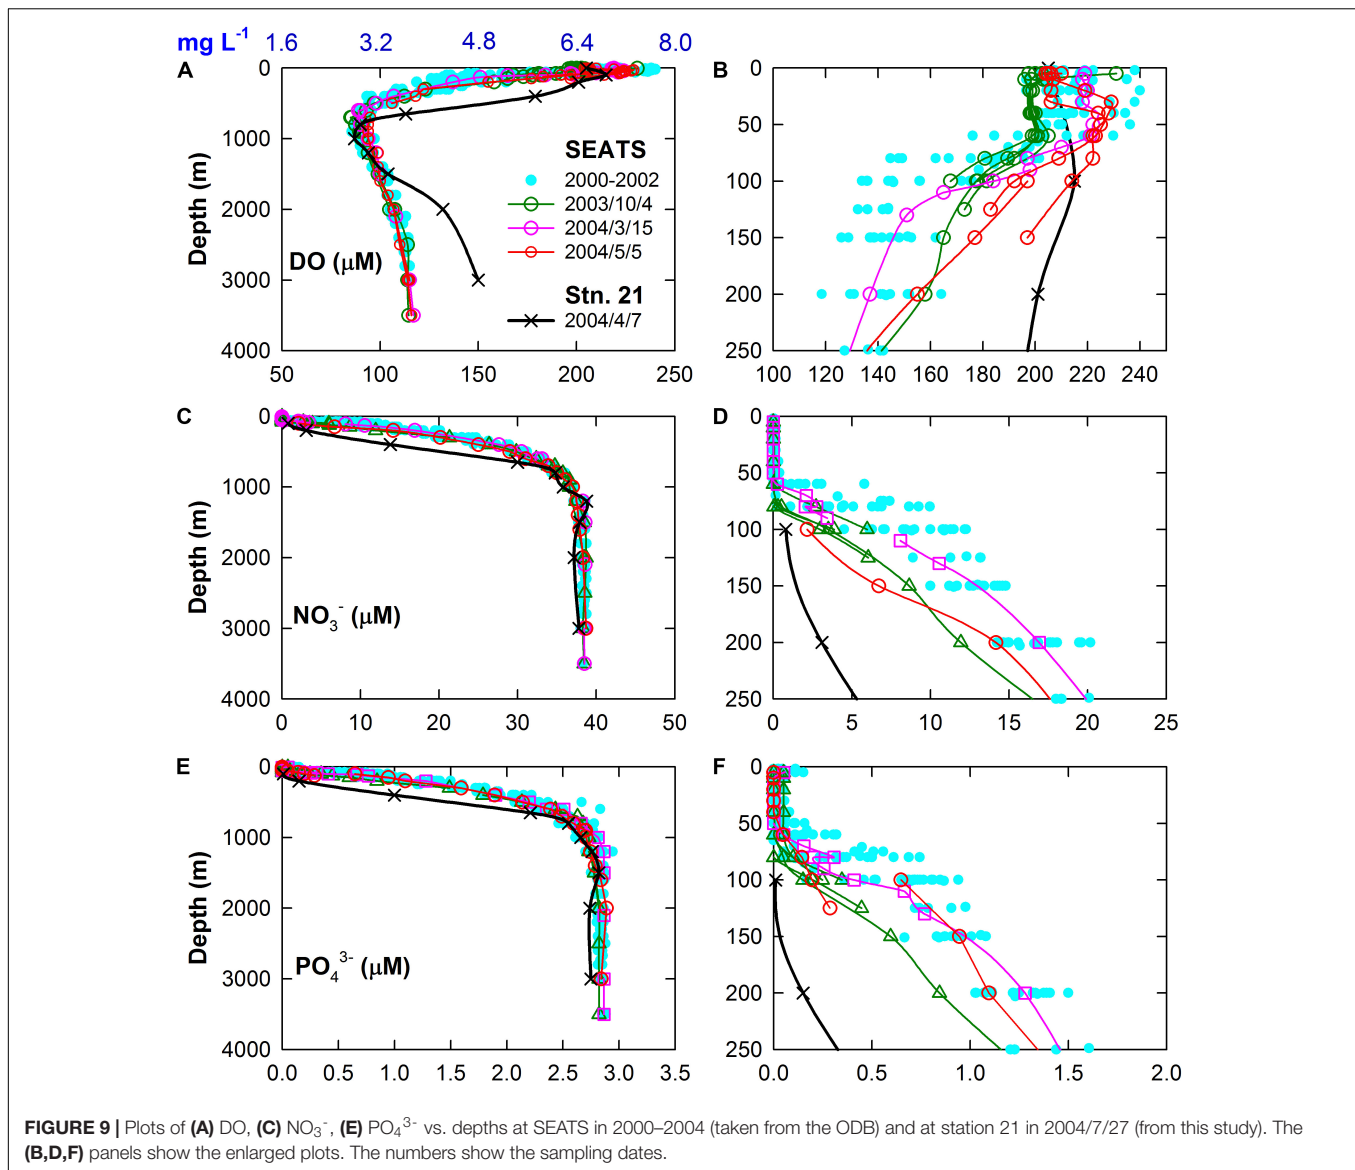 mg L⁻¹ 1.6 3.2 4.8 6.4 8.0
A
0
1000
2000
3000
4000
Depth (m)
DO (µM)
SEATS
2000-2002
2003/10/4
2004/3/15
2004/5/5
Stn. 21
2004/4/7
50 100 150 200 250
B
0
50
100
150
200
250
100 120 140 160 180 200 220 240
C
0
1000
2000
3000
4000
Depth (m)
NO₃⁻ (µM)
0 10 20 30 40 50
D
0
50
100
150
200
250
0 5 10 15 20 25
E
0
1000
2000
3000
4000
Depth (m)
PO₄³⁻ (µM)
0.0 0.5 1.0 1.5 2.0 2.5 3.0 3.5
F
0
50
100
150
200
250
0.0 0.5 1.0 1.5 2.0
FIGURE 9 | Plots of (A) DO, (C) NO₃⁻, (E) PO₄³⁻ vs. depths at SEATS in 2000–2004 (taken from the ODB) and at station 21 in 2004/7/27 (from this study). The
(B,D,F) panels show the enlarged plots. The numbers show the sampling dates.